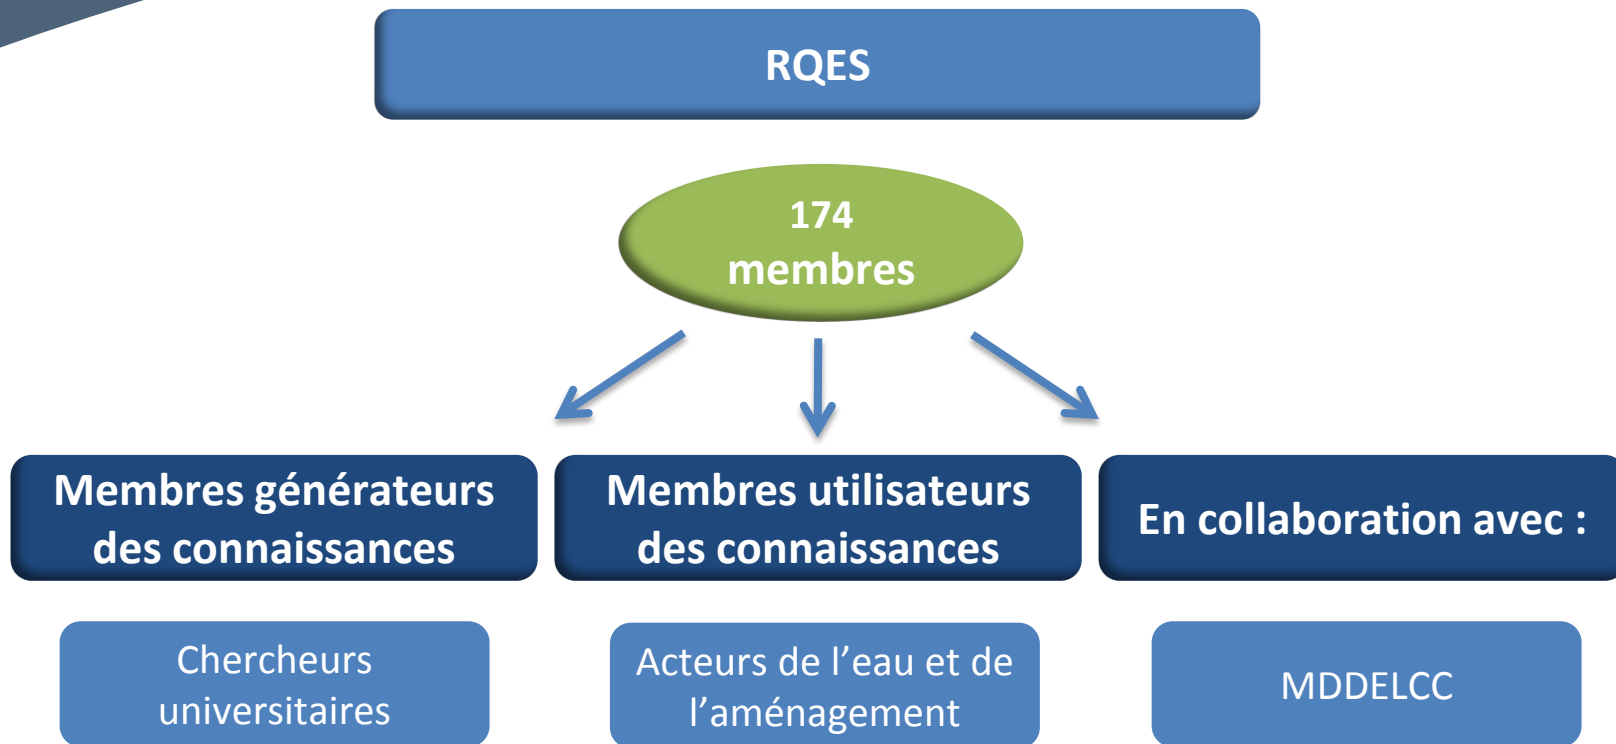 RQES
174
membres
Membres générateurs
des connaissances
Membres utilisateurs
des connaissances
En collaboration avec :
Chercheurs
universitaires
Acteurs de l’eau et de
l’aménagement
MDDELCC